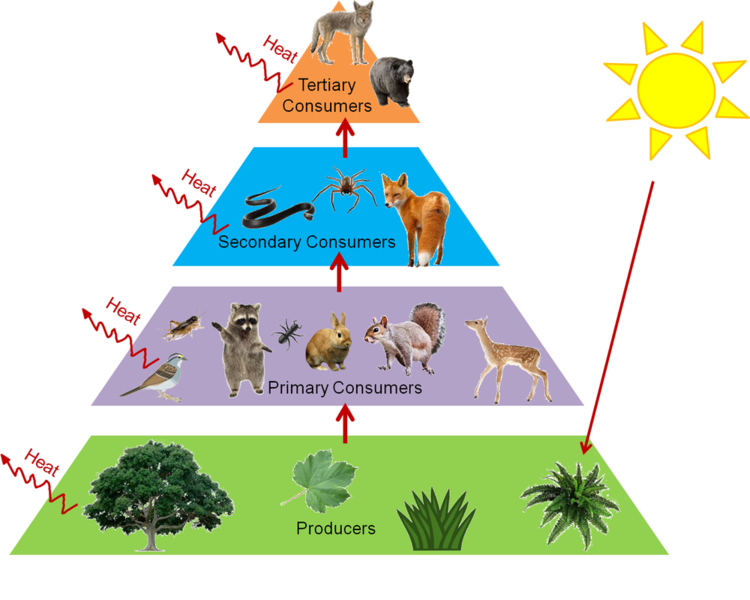 Heat
Tertiary
Consumers
Heat
Secondary Consumers
Heat
Primary Consumers
Heat
Producers